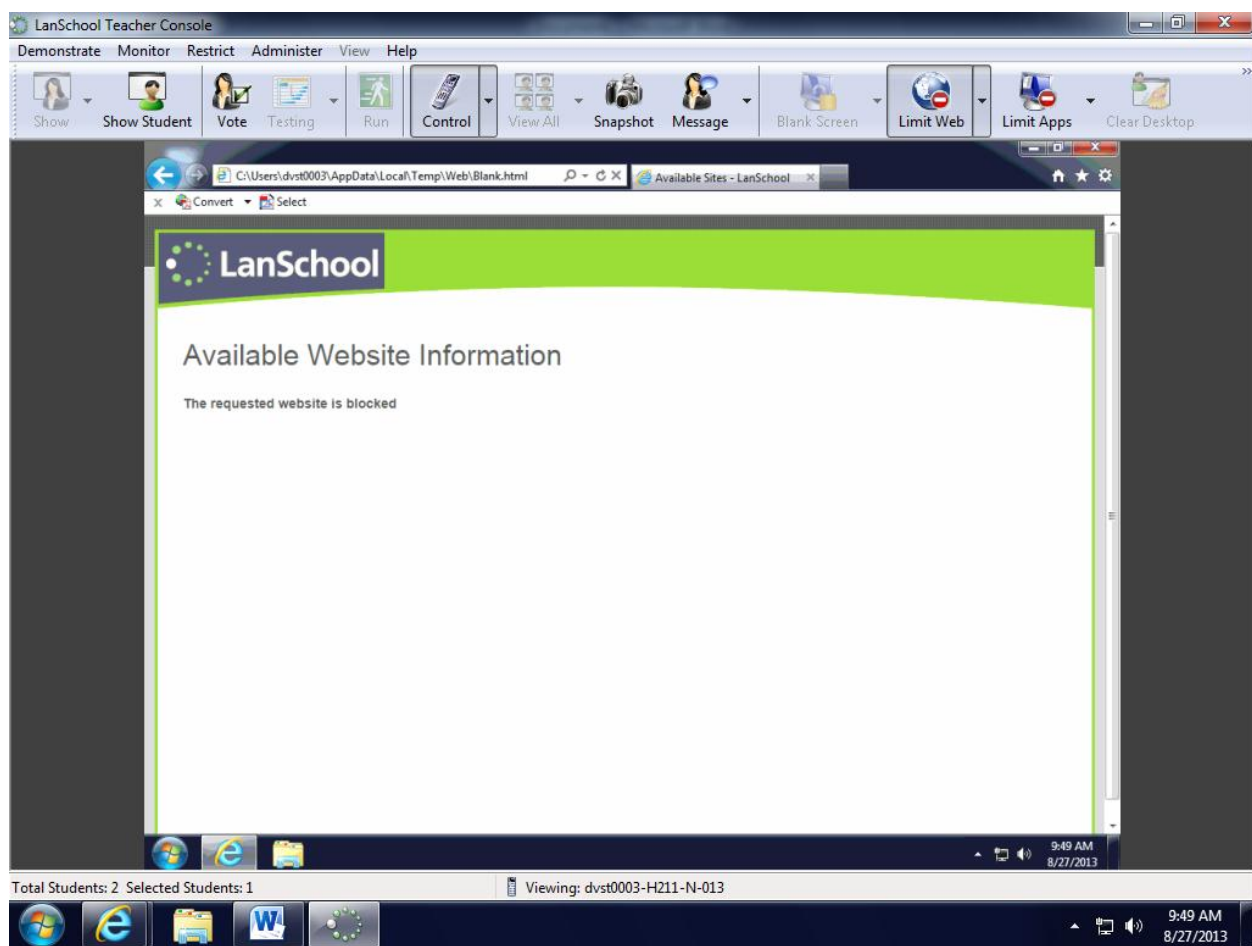 LanSchool Teacher Console
Demonstrate Monitor Restrict Administer View Help
Show Show Student Vote Testing Run Control View All Snapshot Message Blank Screen Limit Web Limit Apps Clear Desktop
C:\Users\dvst0003\AppData\Local\Temp\Web\Blank.html Available Sites - LanSchool
x Convert Select
LanSchool
Available Website Information
The requested website is blocked
9:49 AM
8/27/2013
Total Students: 2 Selected Students: 1 Viewing: dvst0003-H211-N-013
9:49 AM
8/27/2013